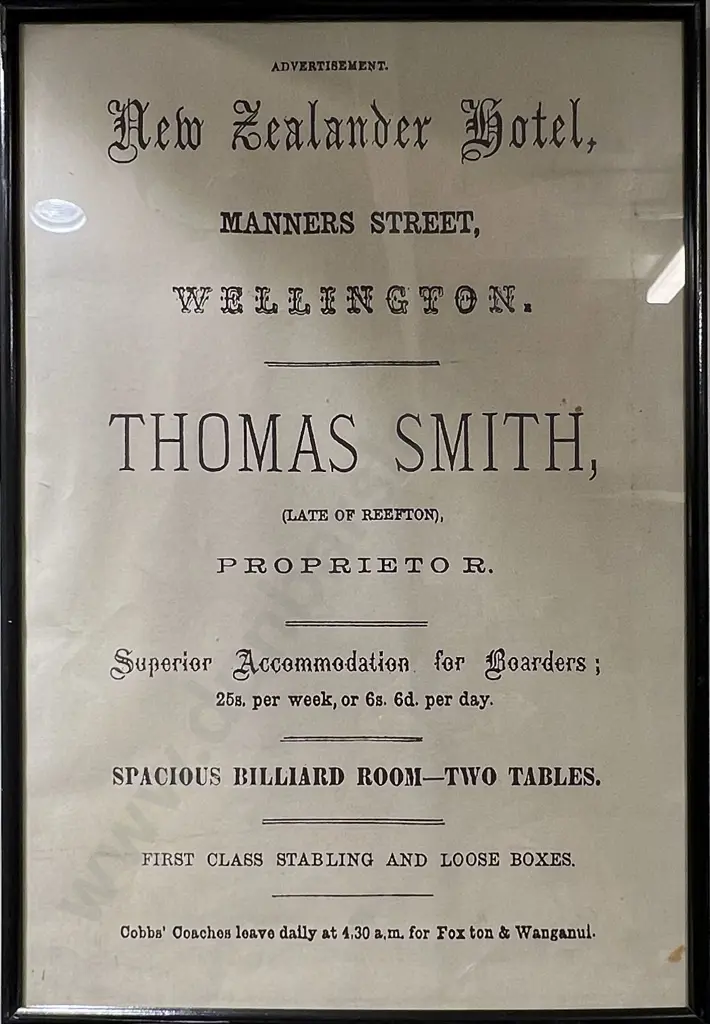 ADVERTISEMENT.
New Zealander Hotel,
MANNERS STREET,
WELLINGTON.
THOMAS SMITH,
(LATE OF REEFTON),
PROPRIETOR.
Superior Accommodation for Boarders;
25s. per week, or 6s. 6d. per day.
SPACIOUS BILLIARD ROOM—TWO TABLES.
FIRST CLASS STABLING AND LOOSE BOXES.
Cobbs' Coaches leave daily at 4.30 a.m. for Foxton & Wanganui.